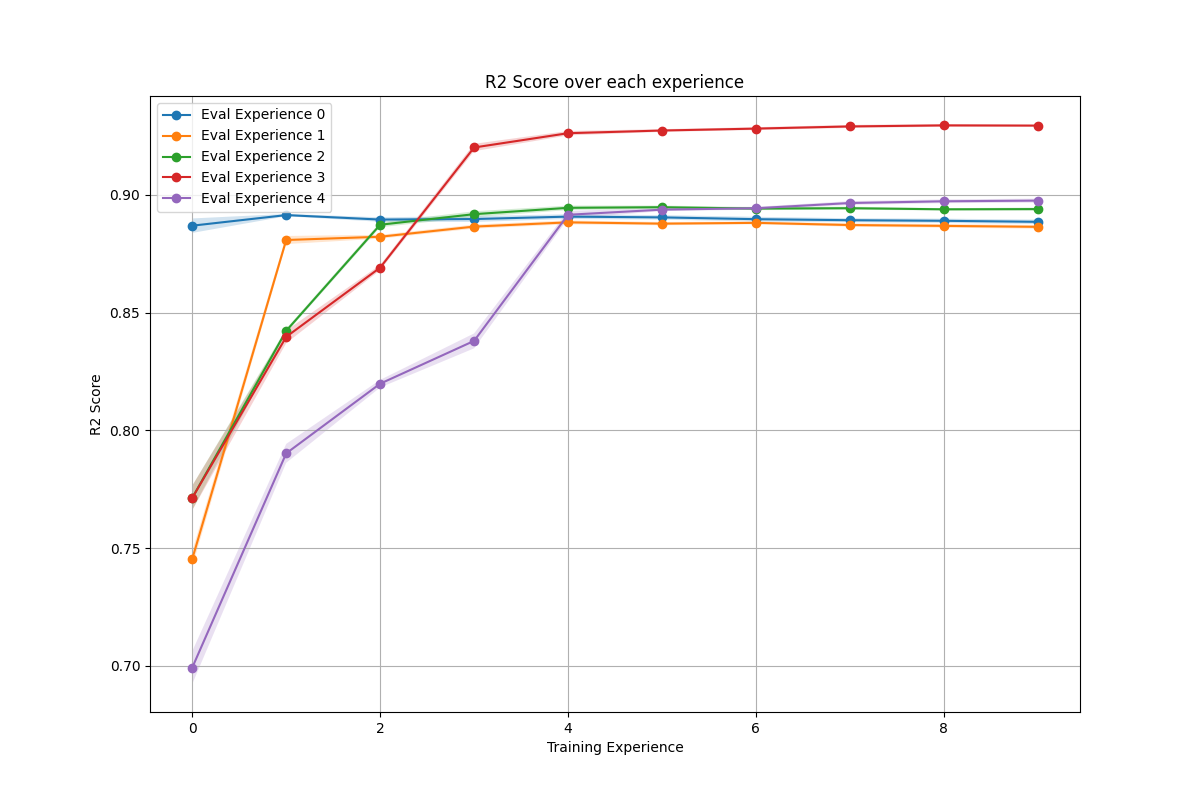 R2 Score over each experience
Eval Experience 0
Eval Experience 1
Eval Experience 2
Eval Experience 3
Eval Experience 4
0.90
0.85
0.80
0.75
0.70
R2 Score
0 2 4 6 8
Training Experience